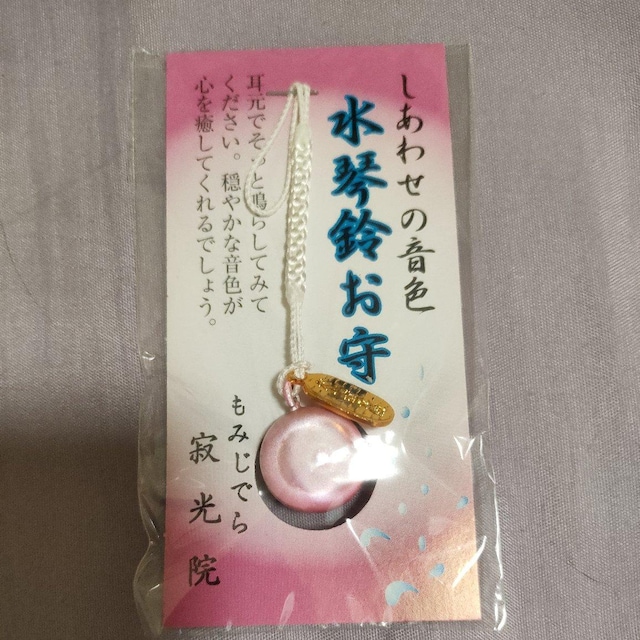 しあわせの音色
水琴鈴お守
耳元でそっと鳴らしてみて
ください。穏やかな音色が
心を癒してくれるでしょう。
もみじでら
寂光院